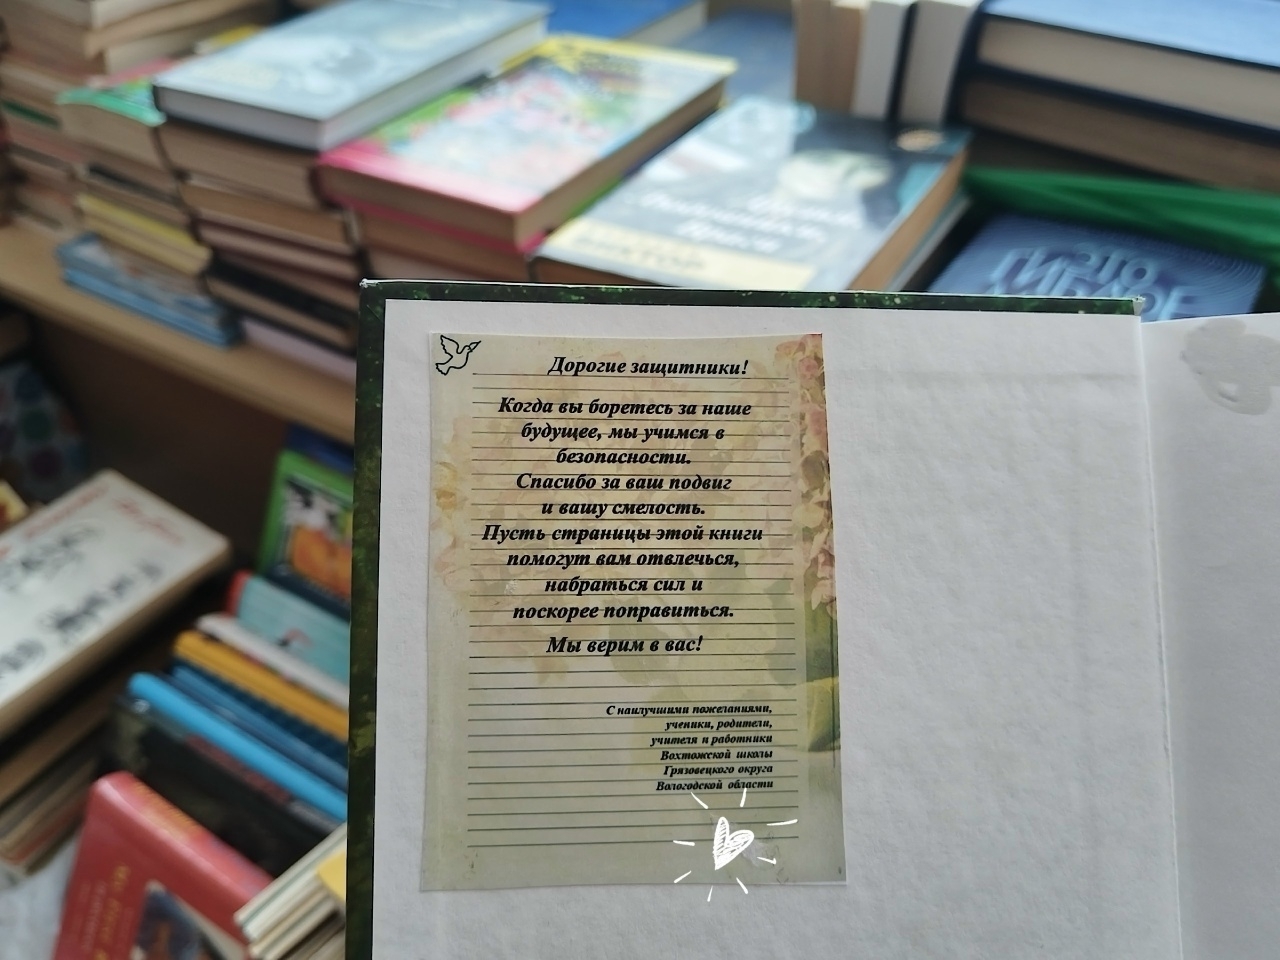 Дорогие защитники!
Когда вы боретесь за наше
будущее, мы учимся в
безопасности.
Спасибо за ваш подвиг
и вашу смелость.
Пусть страницы этой книги
помогут вам отвлечься,
набраться сил и
поскорее поправиться.
Мы верим в вас!
С наилучшими пожеланиями,
ученики, родители,
учителя и работники
Вохтожской школы
Грязовецкого округа
Вологодской области